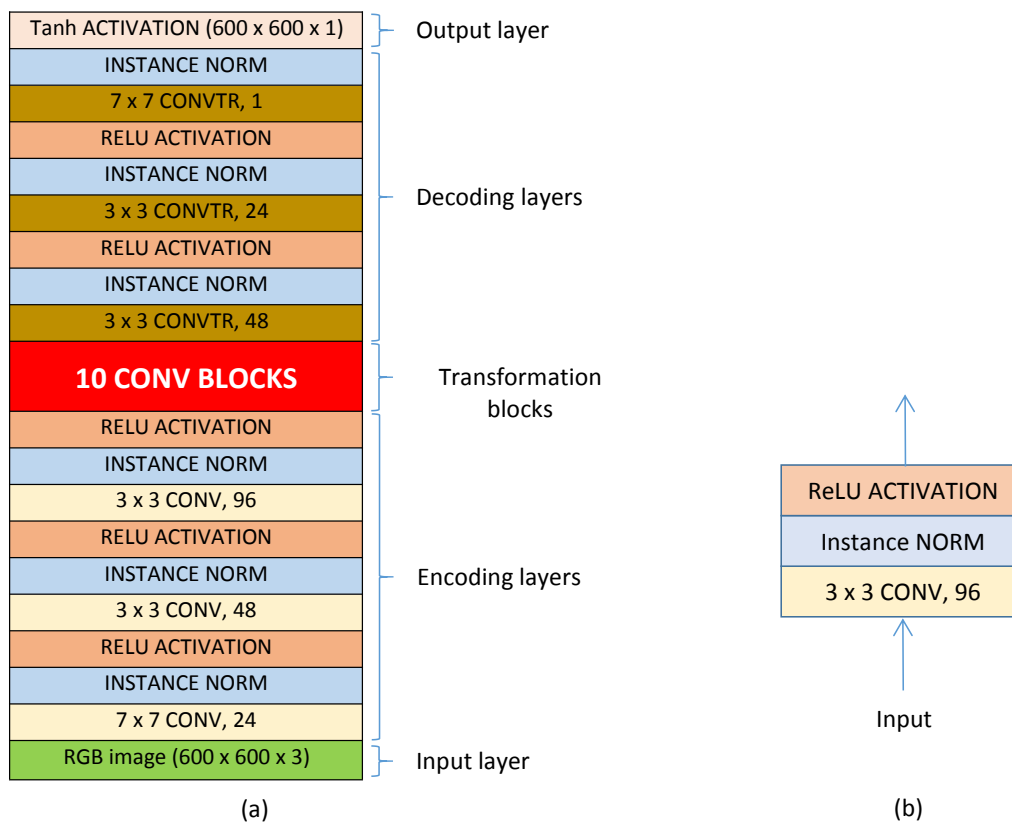 Tanh ACTIVATION (600 x 600 x 1)
Output layer
INSTANCE NORM
7 x 7 CONVTR, 1
RELU ACTIVATION
INSTANCE NORM
Decoding layers
3 x 3 CONVTR, 24
RELU ACTIVATION
INSTANCE NORM
3 x 3 CONVTR, 48
10 CONV BLOCKS
Transformation
blocks
RELU ACTIVATION
INSTANCE NORM
3 x 3 CONV, 96
RELU ACTIVATION
INSTANCE NORM
Encoding layers
3 x 3 CONV, 48
RELU ACTIVATION
INSTANCE NORM
7 x 7 CONV, 24
RGB image (600 x 600 x 3)
Input layer
(a)
ReLU ACTIVATION
Instance NORM
3 x 3 CONV, 96
Input
(b)